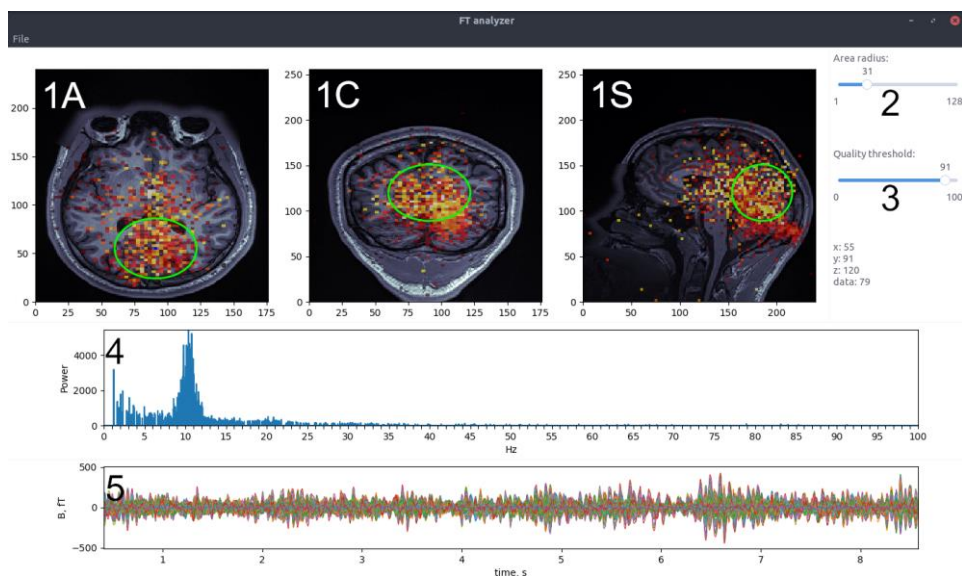 FT analyzer
File
1A
1C
1S
240
200
150
100
50
0
0 25 50 75 100 125 150 175
250
200
150
100
50
0
0 25 50 75 100 125 150 175
250
200
150
100
50
0
0 50 100 150 200
Area radius:
31
1 2 128
Quality threshold:
91
0 3 100
x: 55
y: 91
z: 120
data: 79
4
Power
4000
2000
0
0 5 10 15 20 25 30 35 40 45 50 55 60 65 70 75 80 85 90 95 100
Hz
5
B, fT
500
0
−500
1 2 3 4 5 6 7 8
time, s